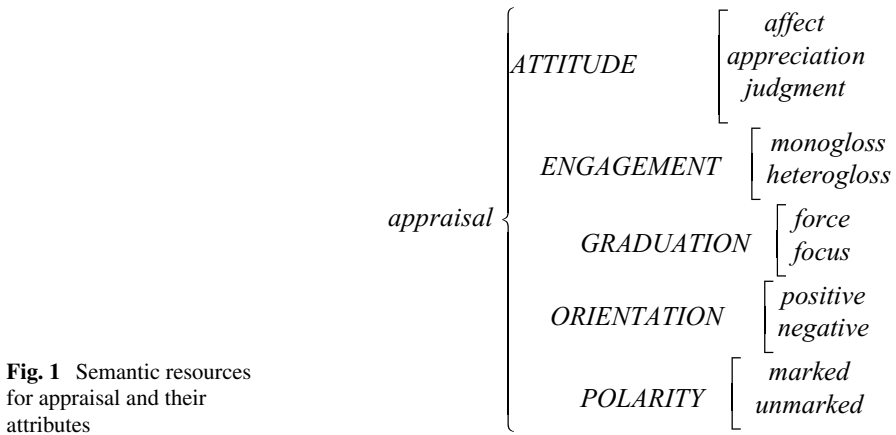 affect
ATTITUDE appreciation
judgment
ENGAGEMENT monogloss
heterogloss
appraisal
GRADUATION force
focus
ORIENTATION positive
negative
POLARITY marked
unmarked
Fig. 1 Semantic resources
for appraisal and their
attributes